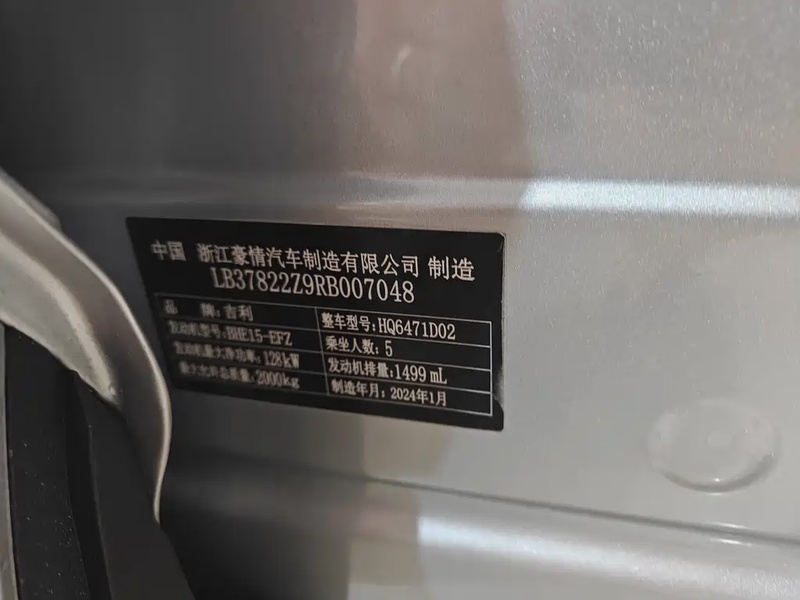 中国 浙江豪情汽车制造有限公司 制造
LB37822Z9RB007048
品 牌:吉利 整车型号:HQ6471D02
发动机型号:BHE15-EFZ 乘坐人数:5
发动机最大净功率:128kW 发动机排量:1499 mL
最大允许总质量:2000kg 制造年月:2024年1月